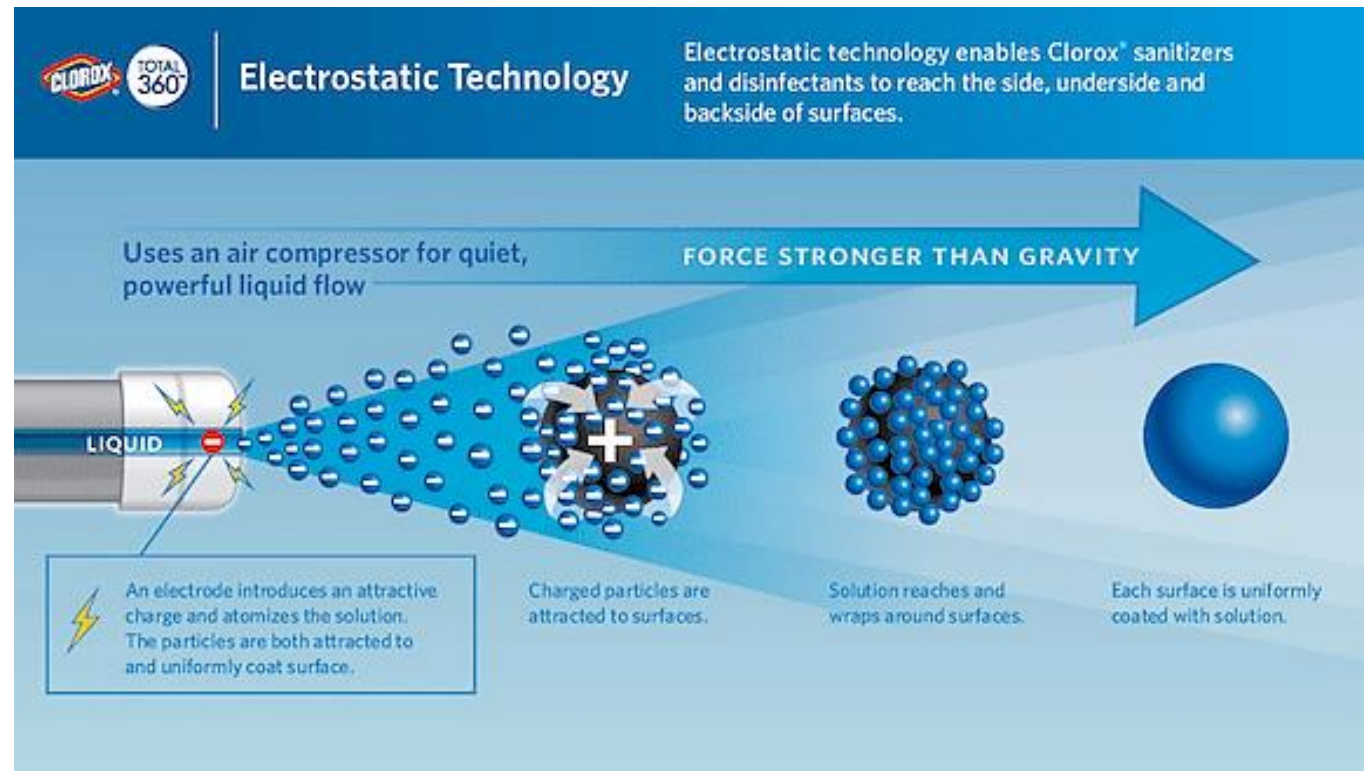 CLOROX
TOTAL
360°
Electrostatic Technology
Electrostatic technology enables Clorox® sanitizers
and disinfectants to reach the side, underside and
backside of surfaces.
Uses an air compressor for quiet,
powerful liquid flow
FORCE STRONGER THAN GRAVITY
LIQUID
An electrode introduces an attractive
charge and atomizes the solution.
The particles are both attracted to
and uniformly coat surface.
Charged particles are
attracted to surfaces.
Solution reaches and
wraps around surfaces.
Each surface is uniformly
coated with solution.